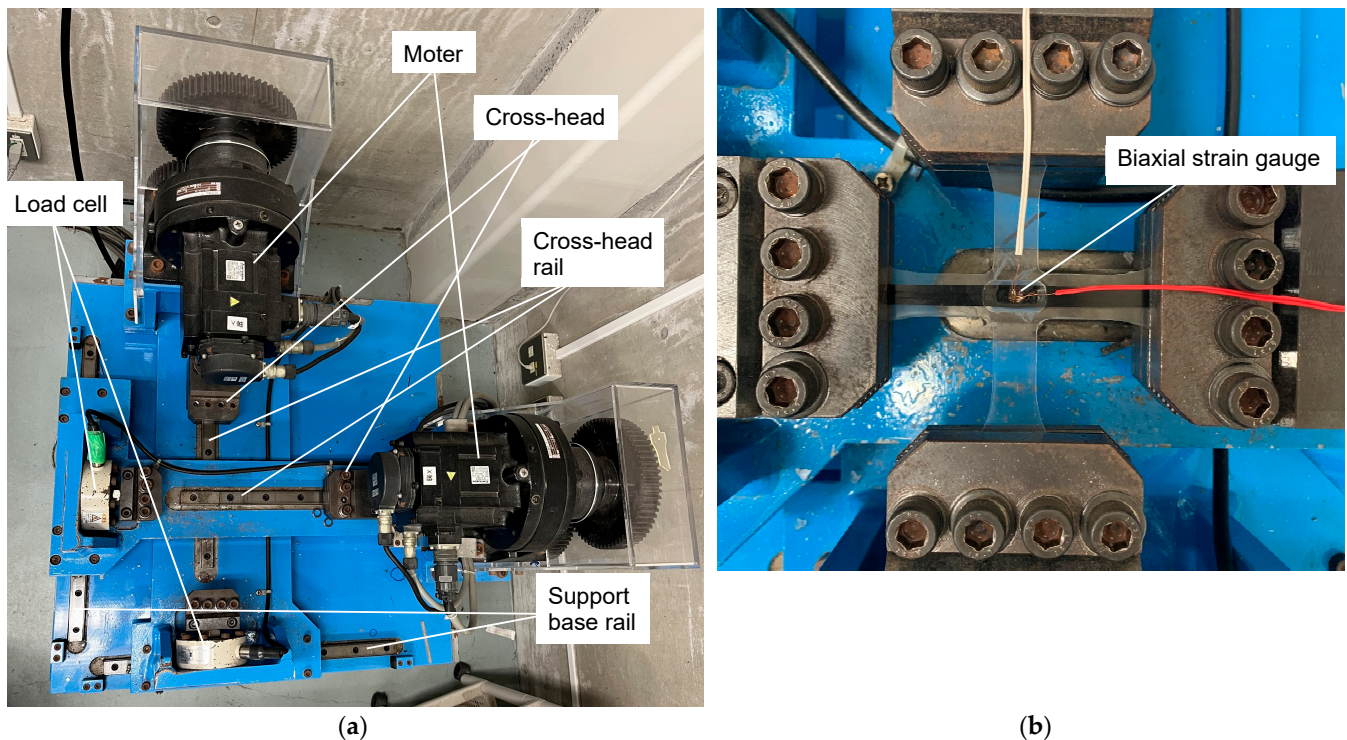 Moter
Cross-head
Load cell
Cross-head
rail
Support
base rail
Biaxial strain gauge
(a)
(b)